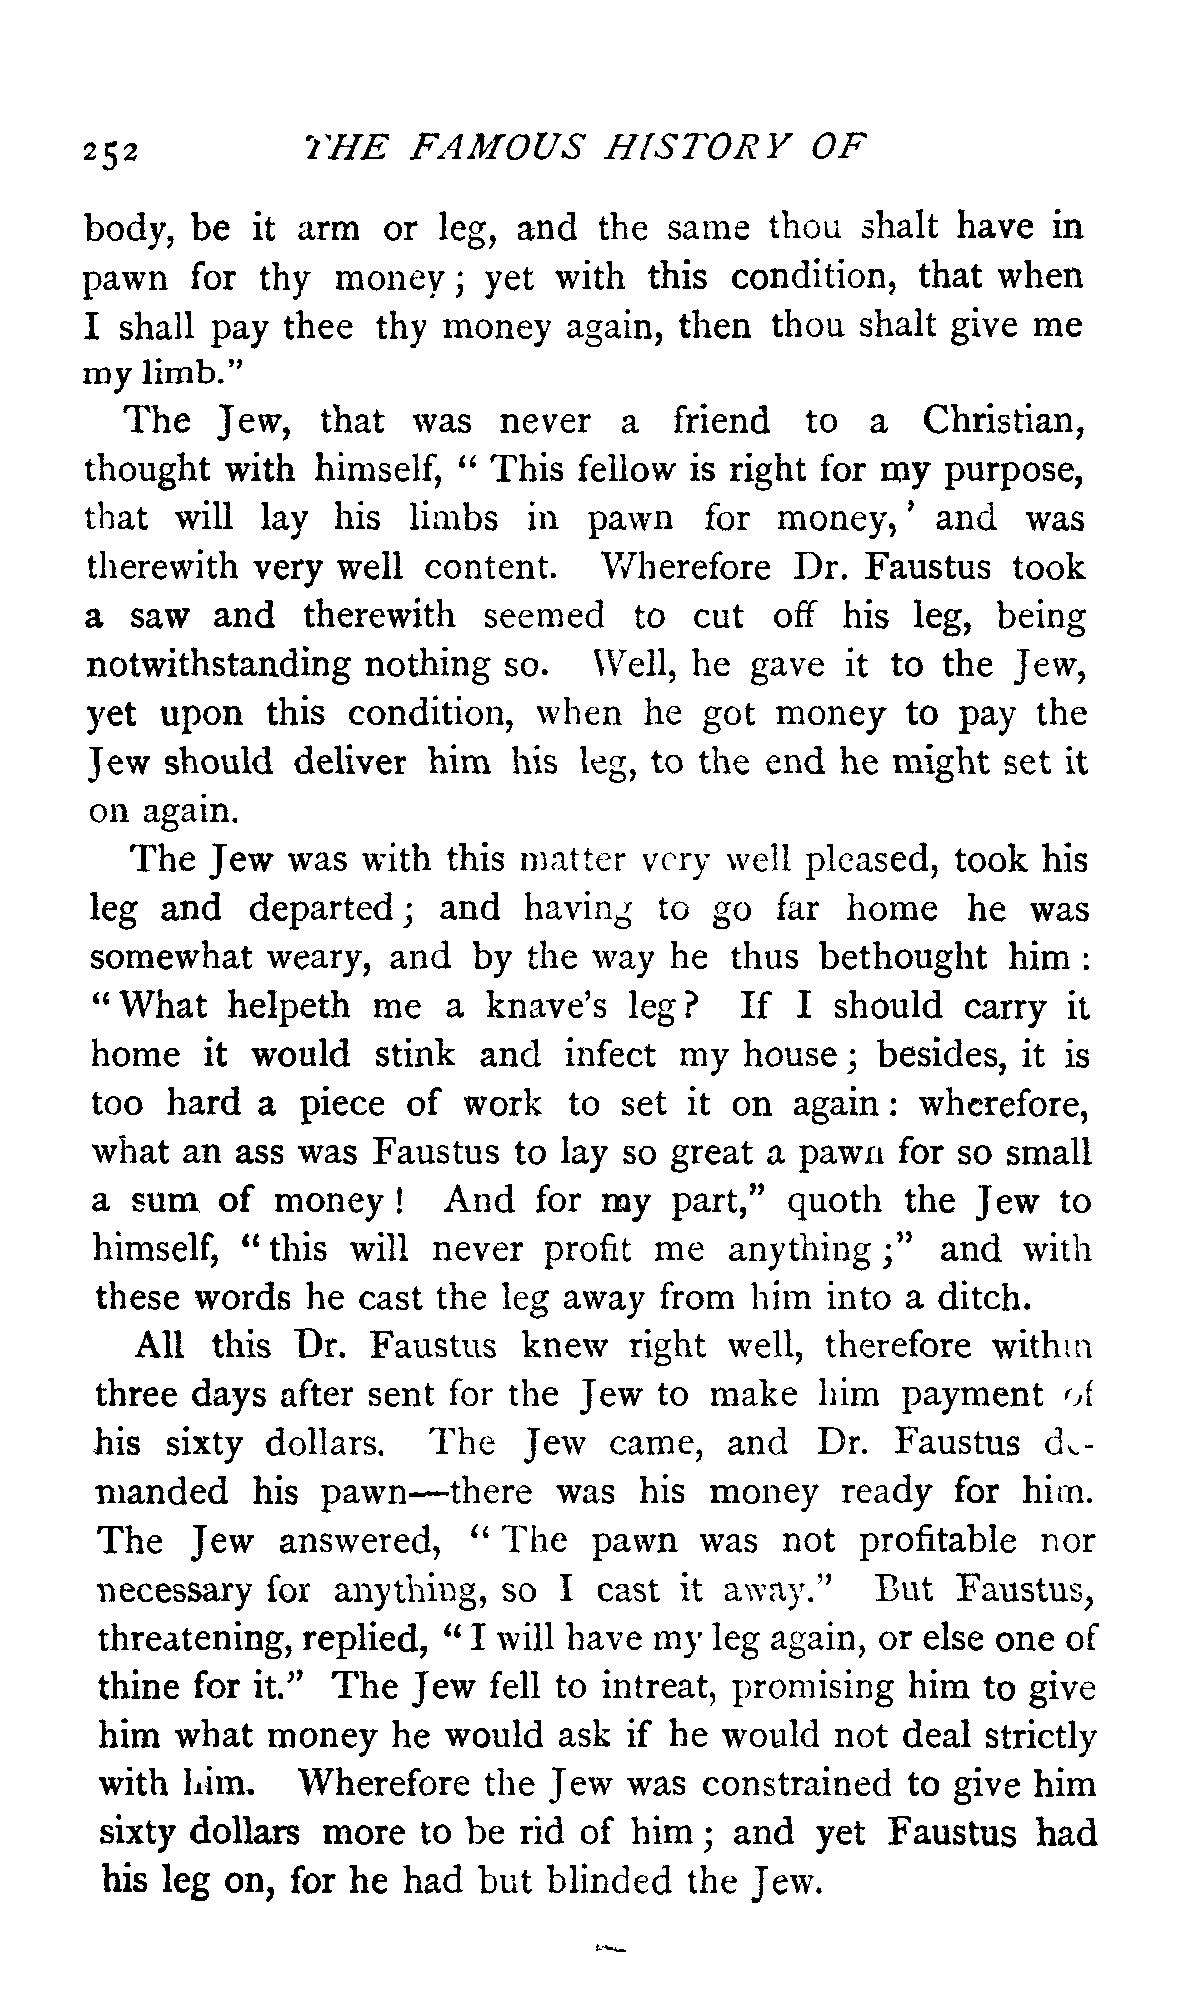 252 THE FAMOUS HISTORY OF
body, be it arm or leg, and the same thou shalt have in
pawn for thy money; yet with this condition, that when
I shall pay thee thy money again, then thou shalt give me
my limb."
The Jew, that was never a friend to a Christian,
thought with himself, "This fellow is right for my purpose,
that will lay his limbs in pawn for money,' and was
therewith very well content. Wherefore Dr. Faustus took
a saw and therewith seemed to cut off his leg, being
notwithstanding nothing so. Well, he gave it to the Jew,
yet upon this condition, when he got money to pay the
Jew should deliver him his leg, to the end he might set it
on again.
The Jew was with this matter very well pleased, took his
leg and departed; and having to go far home he was
somewhat weary, and by the way he thus bethought him:
"What helpeth me a knave's leg? If I should carry it
home it would stink and infect my house; besides, it is
too hard a piece of work to set it on again: wherefore,
what an ass was Faustus to lay so great a pawn for so small
a sum of money! And for my part," quoth the Jew to
himself, "this will never profit me anything;" and with
these words he cast the leg away from him into a ditch.
All this Dr. Faustus knew right well, therefore within
three days after sent for the Jew to make him payment of
his sixty dollars. The Jew came, and Dr. Faustus de-
manded his pawn—there was his money ready for him.
The Jew answered, "The pawn was not profitable nor
necessary for anything, so I cast it away." But Faustus,
threatening, replied, "I will have my leg again, or else one of
thine for it." The Jew fell to intreat, promising him to give
him what money he would ask if he would not deal strictly
with him. Wherefore the Jew was constrained to give him
sixty dollars more to be rid of him; and yet Faustus had
his leg on, for he had but blinded the Jew.